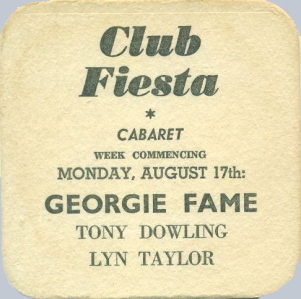 Club
Fiesta
*
CABARET
WEEK COMMENCING
MONDAY, AUGUST 17th:
GEORGIE FAME
TONY DOWLING
LYN TAYLOR